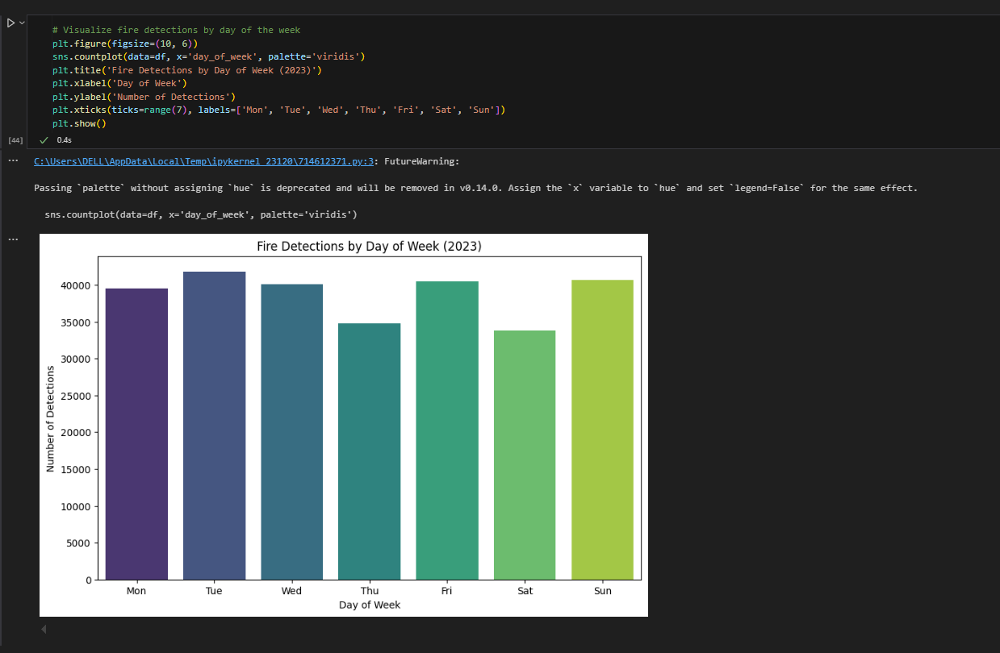 # Visualize fire detections by day of the week
plt.figure(figsize=(10, 6))
sns.countplot(data=df, x='day_of_week', palette='viridis')
plt.title('Fire Detections by Day of Week (2023)')
plt.xlabel('Day of Week')
plt.ylabel('Number of Detections')
plt.xticks(ticks=range(7), labels=['Mon', 'Tue', 'Wed', 'Thu', 'Fri', 'Sat', 'Sun'])
plt.show()
[44] 0.4s
... C:\Users\DELL\AppData\Local\Temp\ipykernel_23120\714612371.py:3: FutureWarning:
Passing `palette` without assigning `hue` is deprecated and will be removed in v0.14.0. Assign the `x` variable to `hue` and set `legend=False` for the same effect.
sns.countplot(data=df, x='day_of_week', palette='viridis')
...
Fire Detections by Day of Week (2023)
Number of Detections
40000
35000
30000
25000
20000
15000
10000
5000
0
Mon Tue Wed Thu Fri Sat Sun
Day of Week